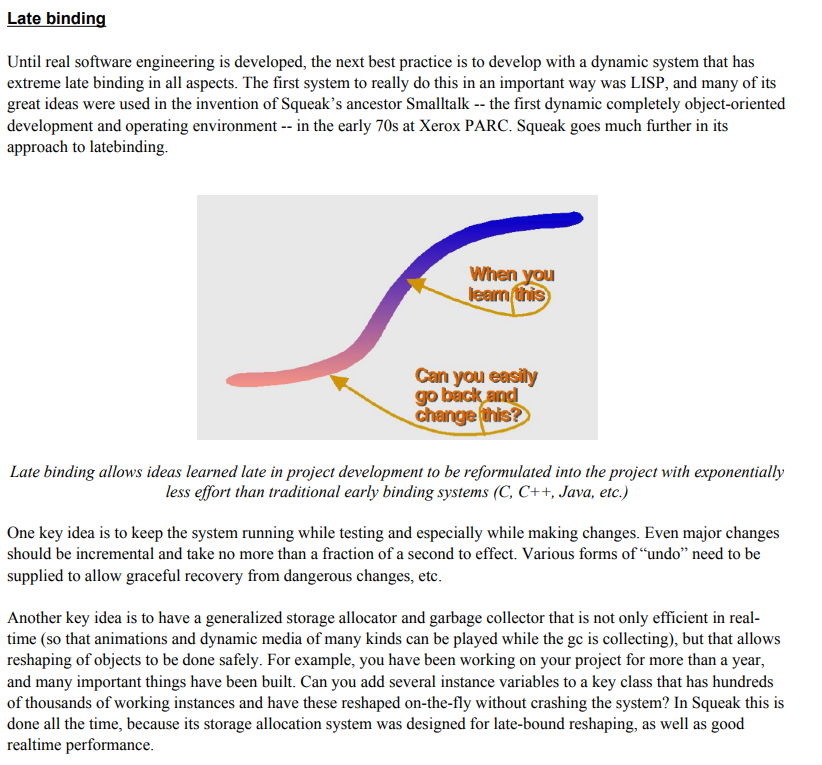 Late binding
Until real software engineering is developed, the next best practice is to develop with a dynamic system that has
extreme late binding in all aspects. The first system to really do this in an important way was LISP, and many of its
great ideas were used in the invention of Squeak's ancestor Smalltalk -- the first dynamic completely object-oriented
development and operating environment -- in the early 70s at Xerox PARC. Squeak goes much further in its
approach to latebinding.
When you
learn this
Can you easily
go back and
change this?
Late binding allows ideas learned late in project development to be reformulated into the project with exponentially
less effort than traditional early binding systems (C, C++, Java, etc.)
One key idea is to keep the system running while testing and especially while making changes. Even major changes
should be incremental and take no more than a fraction of a second to effect. Various forms of “undo” need to be
supplied to allow graceful recovery from dangerous changes, etc.
Another key idea is to have a generalized storage allocator and garbage collector that is not only efficient in real-
time (so that animations and dynamic media of many kinds can be played while the gc is collecting), but that allows
reshaping of objects to be done safely. For example, you have been working on your project for more than a year,
and many important things have been built. Can you add several instance variables to a key class that has hundreds
of thousands of working instances and have these reshaped on-the-fly without crashing the system? In Squeak this is
done all the time, because its storage allocation system was designed for late-bound reshaping, as well as good
realtime performance.